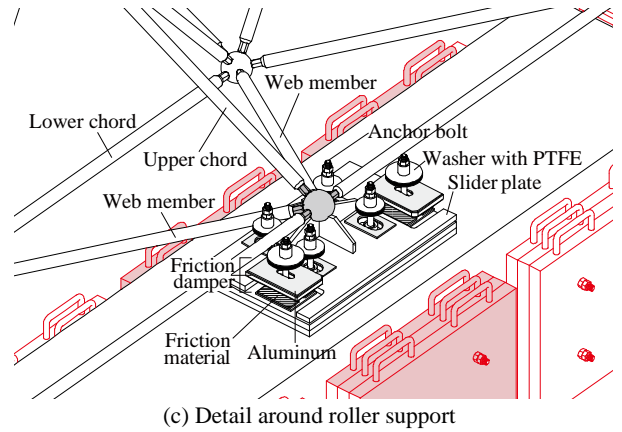 Web member
Lower chord
Anchor bolt
Upper chord
Washer with PTFE
Web member
Slider plate
Friction
damper
Friction
material
Aluminum
(c) Detail around roller support